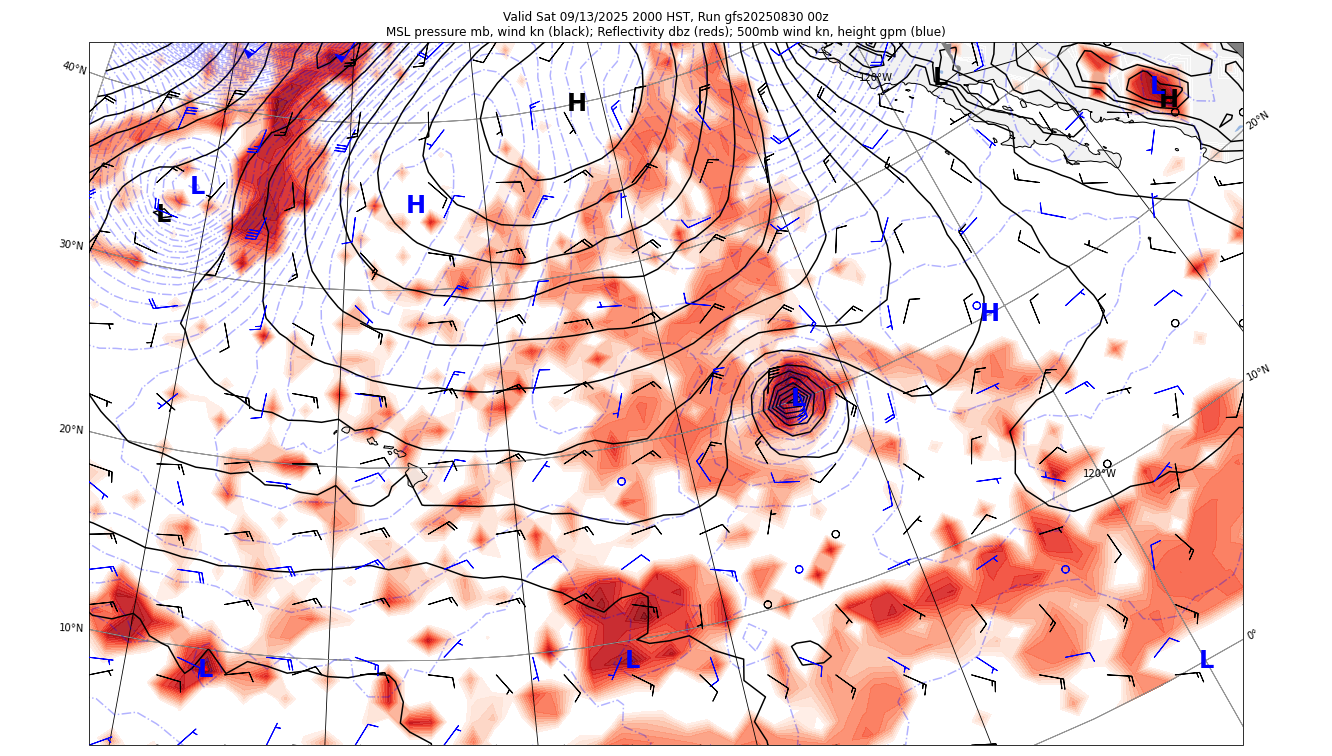 Valid Sat 09/13/2025 2000 HST, Run gfs20250830 00z
MSL pressure mb, wind kn (black); Reflectivity dbz (reds); 500mb wind kn, height gpm (blue)
40°N
120°W
L
L
H
H
20°N
L
L
H
30°N
H
10°N
L
20°N
120°W
10°N
0°
L
L
L